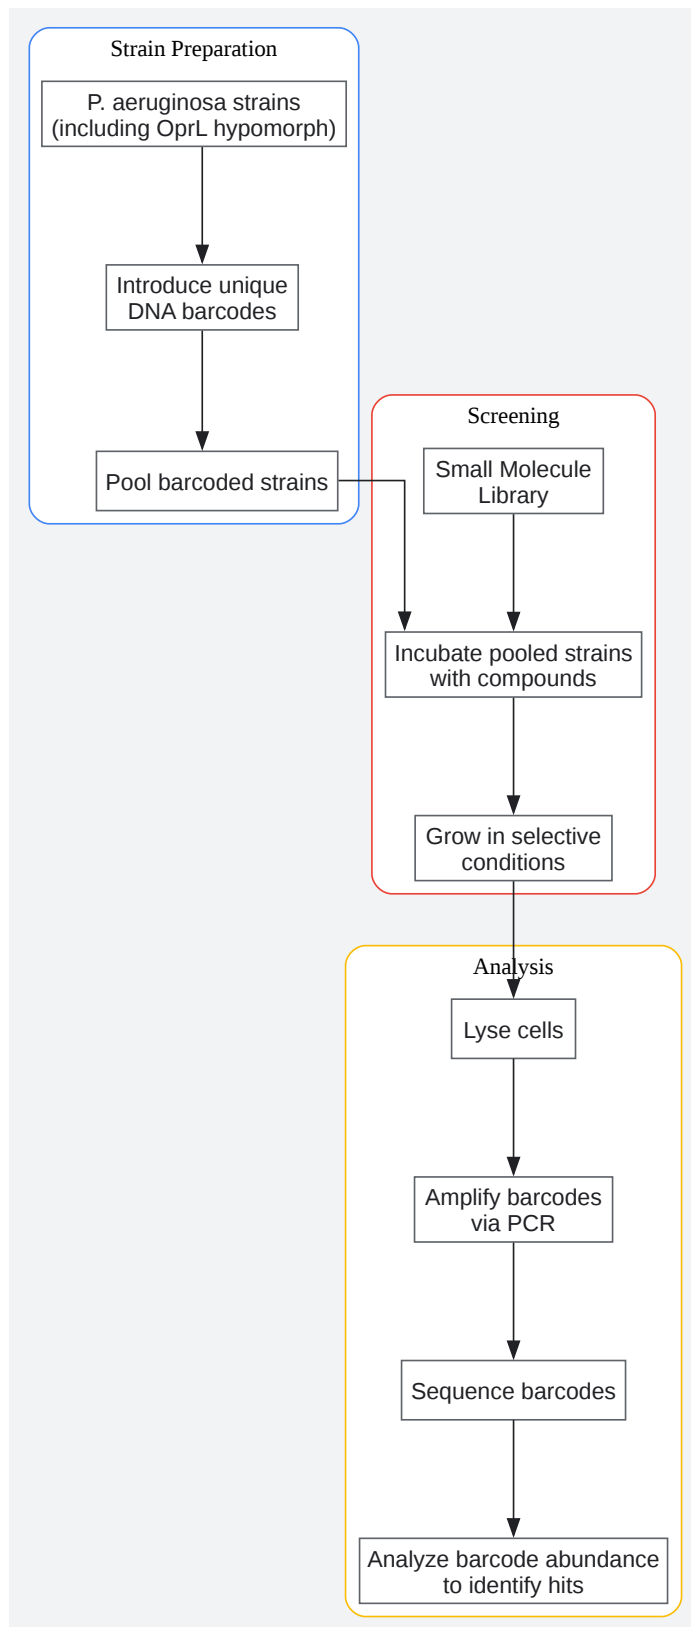 Strain Preparation
P. aeruginosa strains
(including OprL hypomorph)
Introduce unique
DNA barcodes
Pool barcoded strains
Screening
Small Molecule
Library
Incubate pooled strains
with compounds
Grow in selective
conditions
Analysis
Lyse cells
Amplify barcodes
via PCR
Sequence barcodes
Analyze barcode abundance
to identify hits